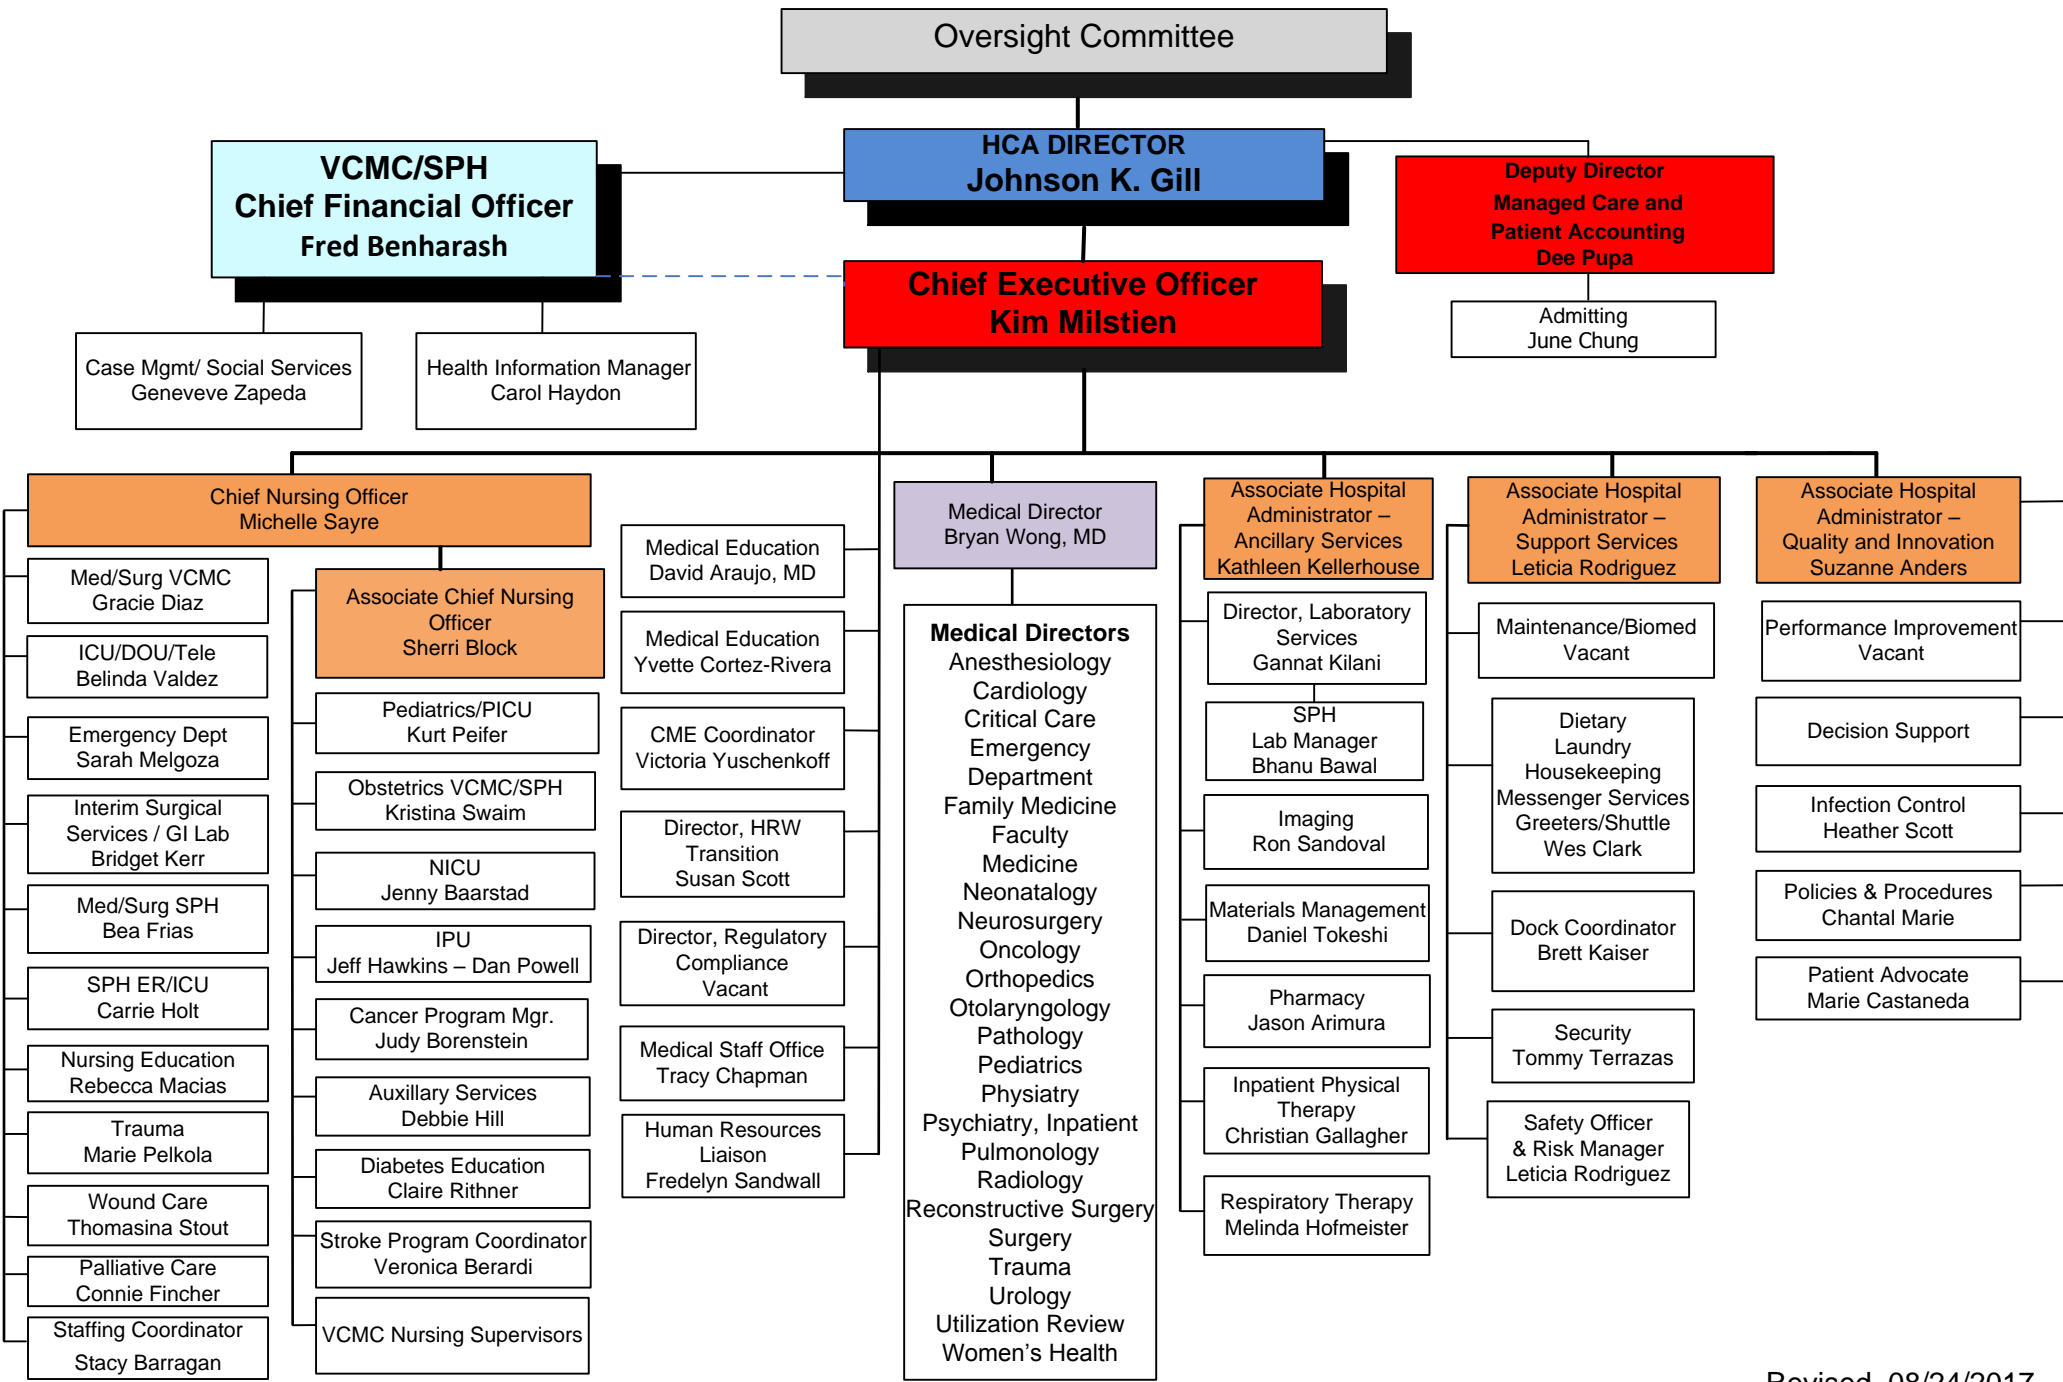 Oversight Committee
HCA DIRECTOR
Johnson K. Gill
VCMC/SPH
Chief Financial Officer
Fred Benharash
Deputy Director
Managed Care and
Patient Accounting
Dee Pupa
Chief Executive Officer
Kim Milstien
Admitting
June Chung
Case Mgmt/ Social Services
Geneveve Zapeda
Health Information Manager
Carol Haydon
Chief Nursing Officer
Michelle Sayre
Med/Surg VCMC
Gracie Diaz
ICU/DOU/Tele
Belinda Valdez
Emergency Dept
Sarah Melgoza
Interim Surgical
Services / GI Lab
Bridget Kerr
Med/Surg SPH
Bea Frias
SPH ER/ICU
Carrie Holt
Nursing Education
Rebecca Macias
Trauma
Marie Pelkola
Wound Care
Thomasina Stout
Palliative Care
Connie Fincher
Staffing Coordinator
Stacy Barragan
Associate Chief Nursing
Officer
Sherri Block
Pediatrics/PICU
Kurt Peifer
Obstetrics VCMC/SPH
Kristina Swaim
NICU
Jenny Baarstad
IPU
Jeff Hawkins – Dan Powell
Cancer Program Mgr.
Judy Borenstein
Auxillary Services
Debbie Hill
Diabetes Education
Claire Rithner
Stroke Program Coordinator
Veronica Berardi
VCMC Nursing Supervisors
Medical Education
David Araujo, MD
Medical Education
Yvette Cortez-Rivera
CME Coordinator
Victoria Yuschenkoff
Director, HRW
Transition
Susan Scott
Director, Regulatory
Compliance
Vacant
Medical Staff Office
Tracy Chapman
Human Resources
Liaison
Fredelyn Sandwall
Medical Director
Bryan Wong, MD
Medical Directors
Anesthesiology
Cardiology
Critical Care
Emergency
Department
Family Medicine
Faculty
Medicine
Neonatalogy
Neurosurgery
Oncology
Orthopedics
Otolaryngology
Pathology
Pediatrics
Physiatry
Psychiatry, Inpatient
Pulmonology
Radiology
Reconstructive Surgery
Surgery
Trauma
Urology
Utilization Review
Women's Health
Associate Hospital
Administrator –
Ancillary Services
Kathleen Kellerhouse
Director, Laboratory
Services
Gannat Kilani
SPH
Lab Manager
Bhanu Bawal
Imaging
Ron Sandoval
Materials Management
Daniel Tokeshi
Pharmacy
Jason Arimura
Inpatient Physical
Therapy
Christian Gallagher
Respiratory Therapy
Melinda Hofmeister
Associate Hospital
Administrator –
Support Services
Leticia Rodriguez
Maintenance/Biomed
Vacant
Dietary
Laundry
Housekeeping
Messenger Services
Greeters/Shuttle
Wes Clark
Dock Coordinator
Brett Kaiser
Security
Tommy Terrazas
Safety Officer
& Risk Manager
Leticia Rodriguez
Associate Hospital
Administrator –
Quality and Innovation
Suzanne Anders
Performance Improvement
Vacant
Decision Support
Infection Control
Heather Scott
Policies & Procedures
Chantal Marie
Patient Advocate
Marie Castaneda
Revised 08/24/2017